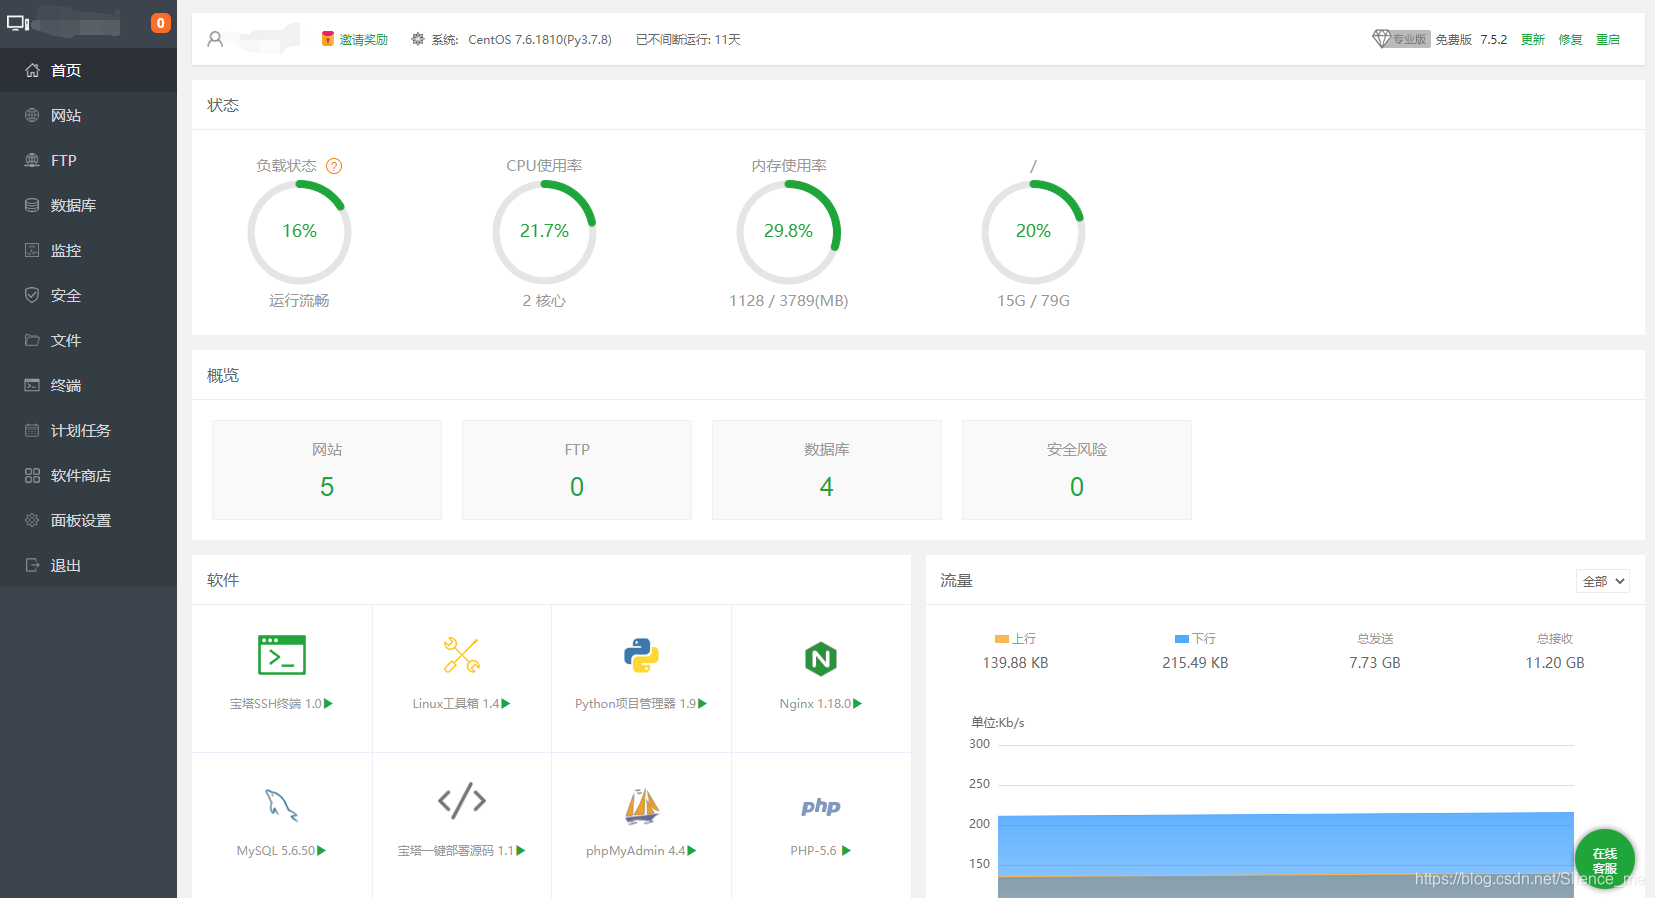 0
首页
网站
FTP
数据库
监控
安全
文件
终端
计划任务
软件商店
面板设置
退出
邀请奖励 系统: CentOS 7.6.1810(Py3.7.8) 已不间断运行: 11天
专业版 免费版 7.5.2 更新 修复 重启
状态
负载状态 ? CPU使用率 内存使用率 /
16% 21.7% 29.8% 20%
运行流畅 2 核心 1128 / 3789(MB) 15G / 79G
概览
网站 FTP 数据库 安全风险
5 0 4 0
软件
宝塔SSH终端 1.0 Linux工具箱 1.4 Python项目管理器 1.9 Nginx 1.18.0
php
MySQL 5.6.50 宝塔一键部署源码 1.1 phpMyAdmin 4.4 PHP-5.6
流量 全部
上行 下行 总发送 总接收
139.88 KB 215.49 KB 7.73 GB 11.20 GB
单位:Kb/s
300
250
200
150
在线
客服